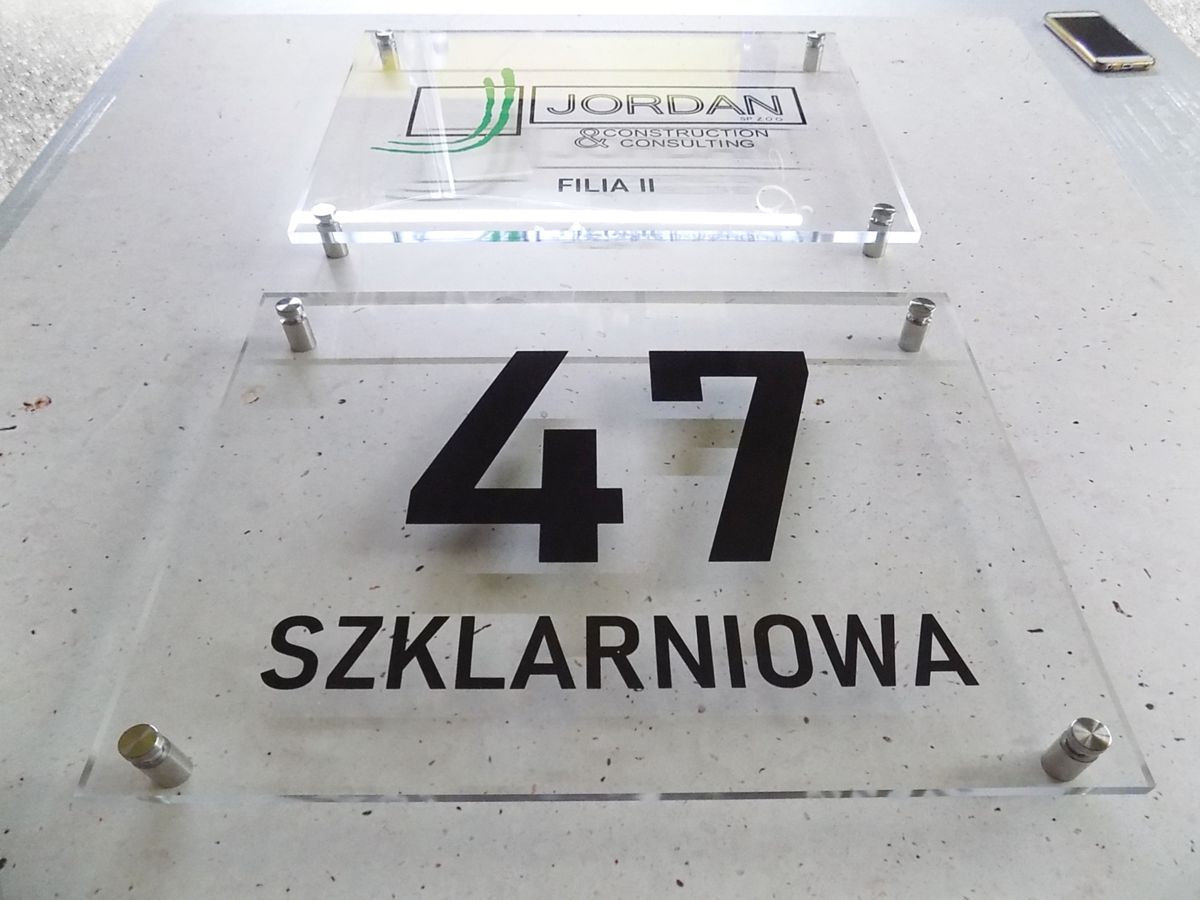 JORDAN
SP. Z O O
& CONSTRUCTION
CONSULTING
FILIA II
47
SZKLARNIOWA